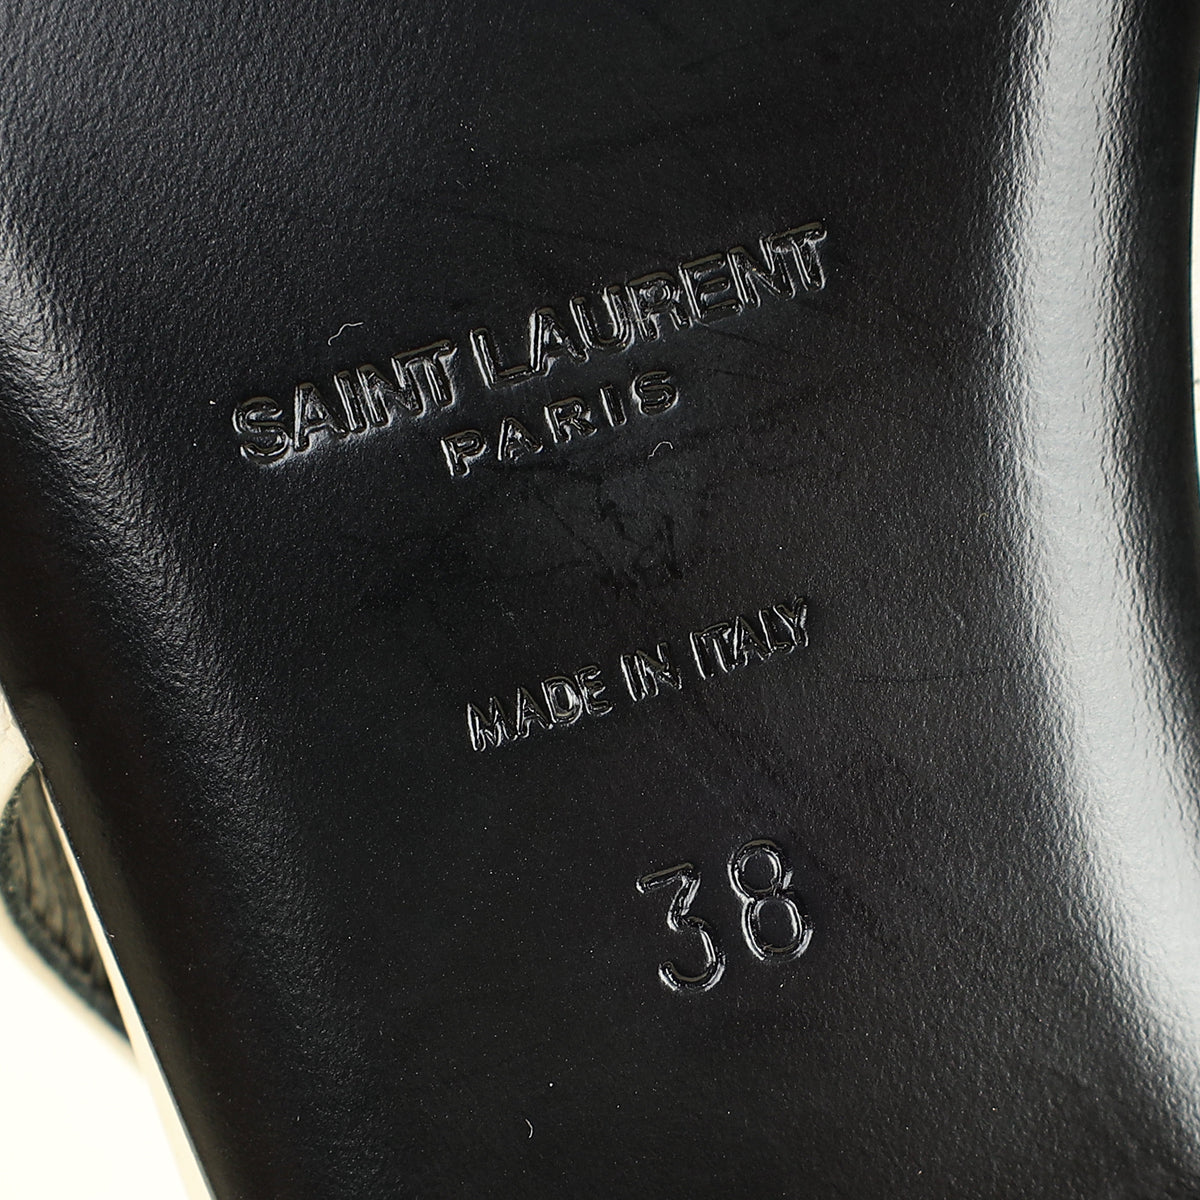 SAINT LAURENT
PARIS
MADE IN ITALY
38